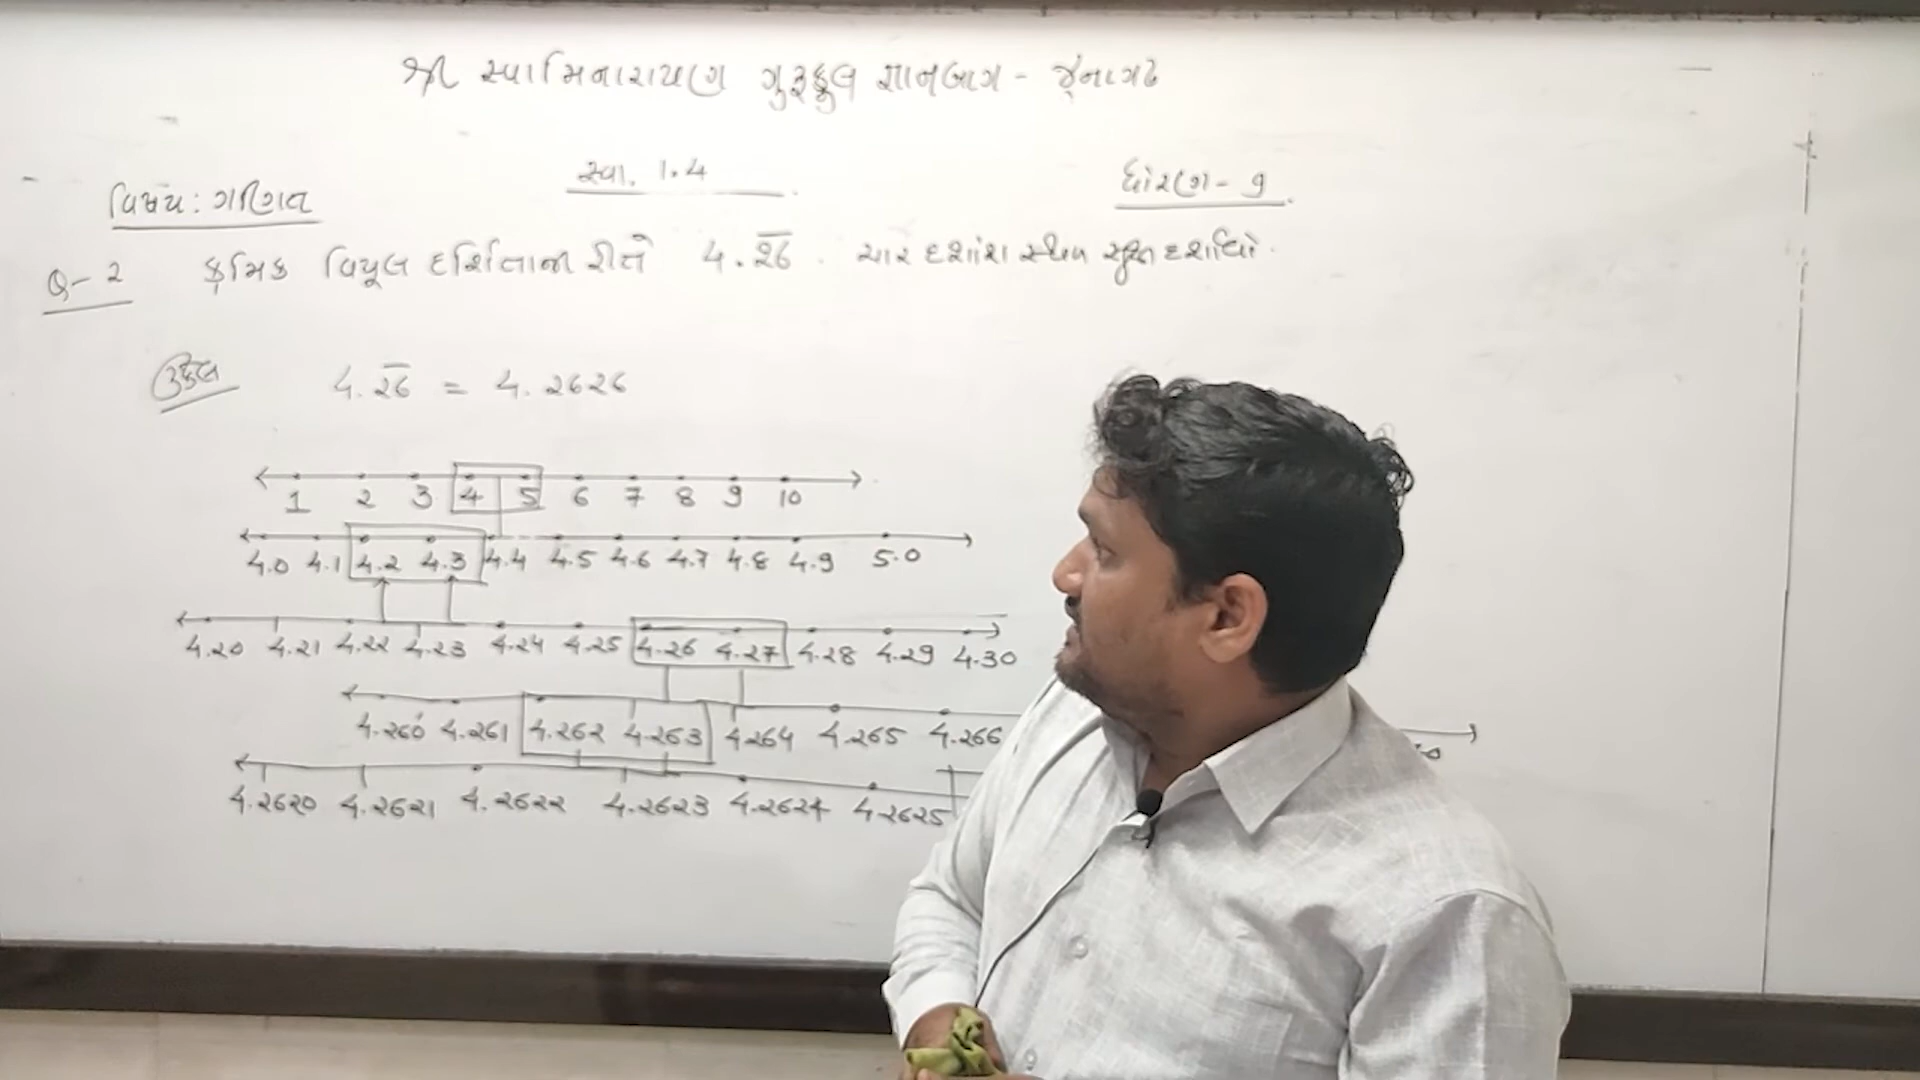 શ્રી સ્વામિનારાયણ ગુરૂકુલ જ્ઞાનબાગ - જૂનાગઢ
વિષય : ગણિત
સ્વા. 1.4
ધોરણ - 9
Q-2 ક્રમિક વિપૂલ દર્શિતાની રીતે 4.2̅6̅ . ચાર દશાંશ સ્થળ સુધી દર્શાવો.
ઉકેલ 4.2̅6̅ = 4.2626
1 2 3 4 5 6 7 8 9 10
4.0 4.1 4.2 4.3 4.4 4.5 4.6 4.7 4.8 4.9 5.0
4.20 4.21 4.22 4.23 4.24 4.25 4.26 4.27 4.28 4.29 4.30
4.260 4.261 4.262 4.263 4.264 4.265 4.266
4.2620 4.2621 4.2622 4.2623 4.2624 4.2625